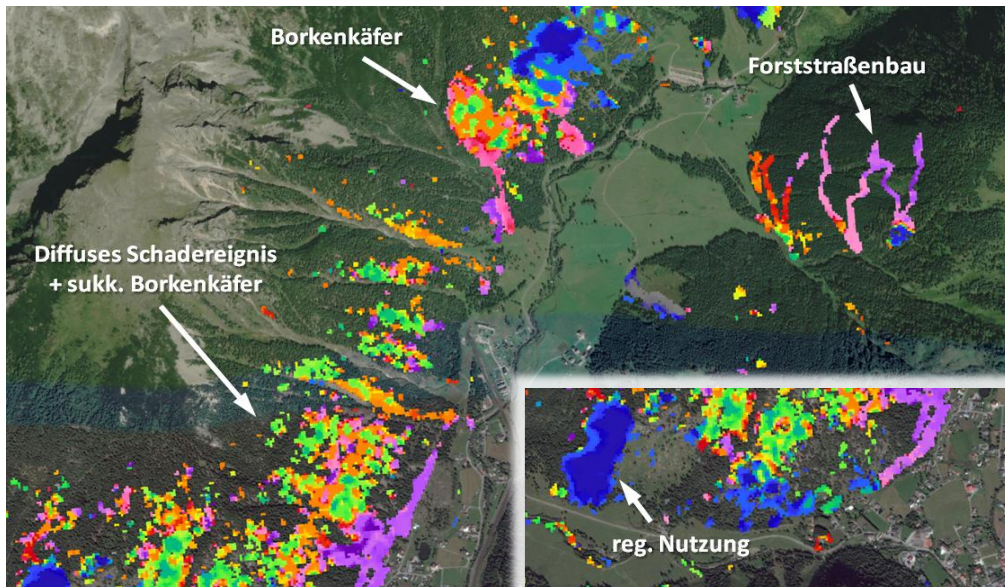 Borkenkäfer
Forststraßenbau
Diffuses Schadereignis
+ sukk. Borkenkäfer
reg. Nutzung